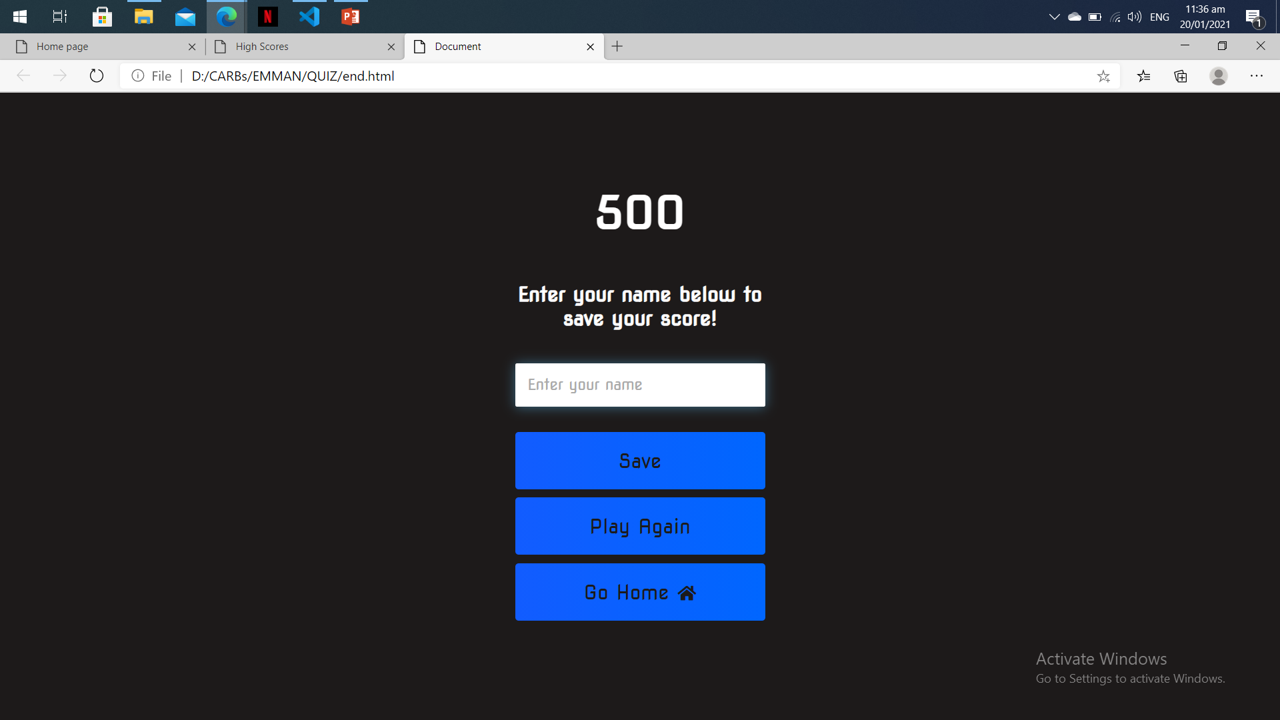 ENG
11:36 am
20/01/2021
1
Home page
High Scores
Document
File | D:/CARBs/EMMAN/QUIZ/end.html
500
Enter your name below to
save your score!
Enter your name
Save
Play Again
Go Home
Activate Windows
Go to Settings to activate Windows.